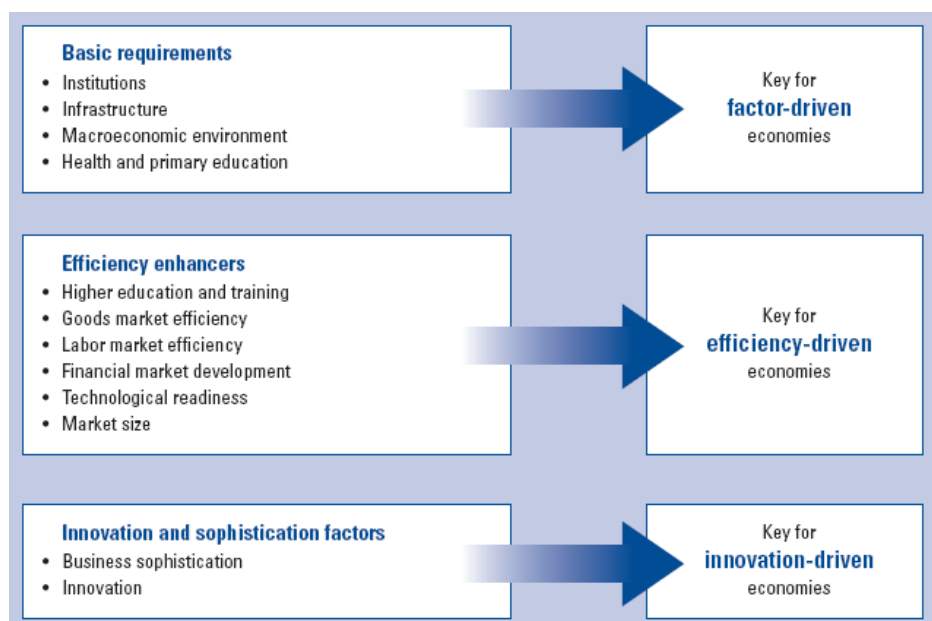 Basic requirements
• Institutions
• Infrastructure
• Macroeconomic environment
• Health and primary education
Key for
factor-driven
economies
Efficiency enhancers
• Higher education and training
• Goods market efficiency
• Labor market efficiency
• Financial market development
• Technological readiness
• Market size
Key for
efficiency-driven
economies
Innovation and sophistication factors
• Business sophistication
• Innovation
Key for
innovation-driven
economies